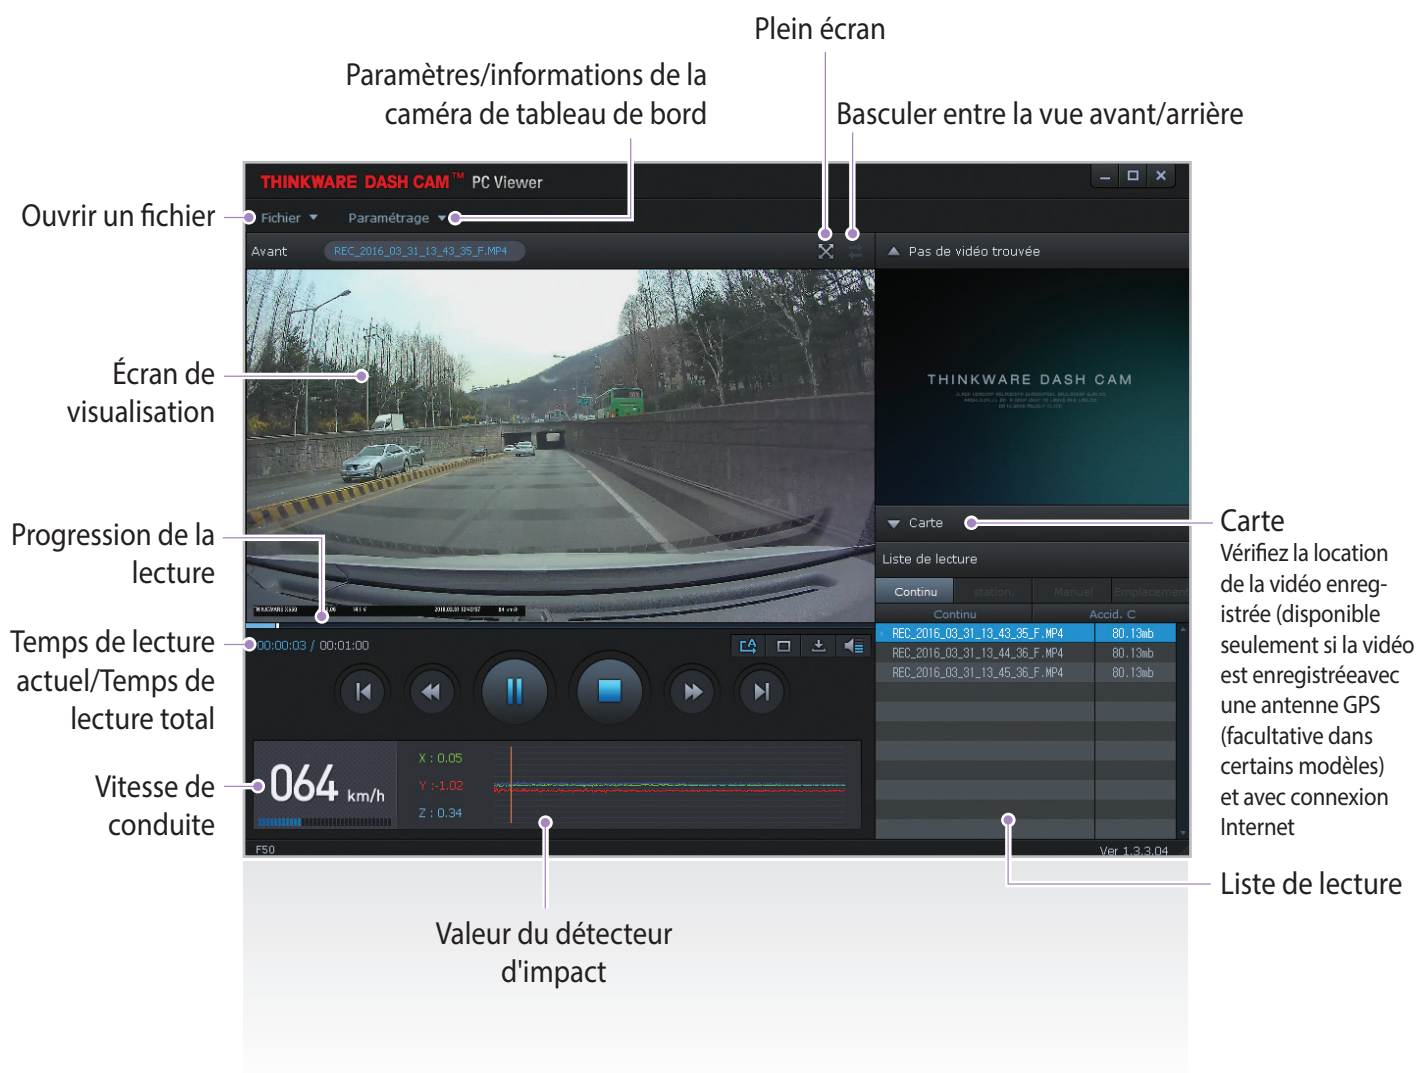 Plein écran
Paramètres/informations de la
caméra de tableau de bord
Basculer entre la vue avant/arrière
THINKWARE DASH CAM™ PC Viewer
Ouvrir un fichier
Fichier
Paramétrage
Avant
REC_2016_03_31_13_43_35_F.MP4
Pas de vidéo trouvée
Écran de
visualisation
THINKWARE DASH CAM
Carte
Liste de lecture
Continu
station.
Manuel
Emplacement
Continu
Accid. C
REC_2016_03_31_13_43_35_F.MP4 80.13mb
REC_2016_03_31_13_44_36_F.MP4 80.13mb
REC_2016_03_31_13_45_36_F.MP4 80.13mb
Carte
Vérifiez la location
de la vidéo enreg-
istrée (disponible
seulement si la vidéo
est enregistréeavec
une antenne GPS
(facultative dans
certains modèles)
et avec connexion
Internet
Progression de la
lecture
Temps de lecture
actuel/Temps de
lecture total
00:00:03 / 00:01:00
Vitesse de
conduite
064 km/h
X : 0.05
Y :-1.02
Z : 0.34
F50
Ver 1.3.3.04
Liste de lecture
Valeur du détecteur
d'impact